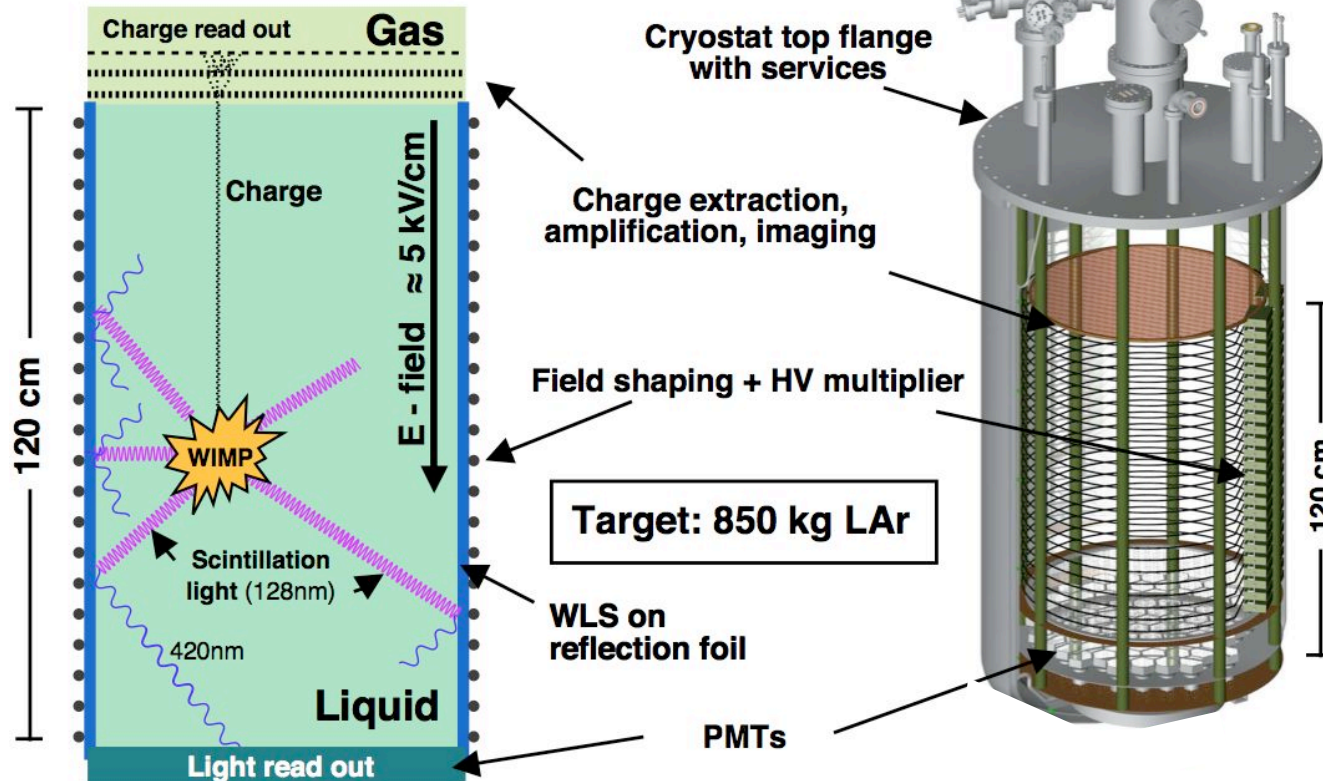 Charge read out
Gas
Cryostat top flange
with services
Charge
E - field ≈ 5 kV/cm
Charge extraction,
amplification, imaging
120 cm
Field shaping + HV multiplier
WIMP
Target: 850 kg LAr
120 cm
Scintillation
light (128nm)
WLS on
reflection foil
420nm
Liquid
PMTs
Light read out